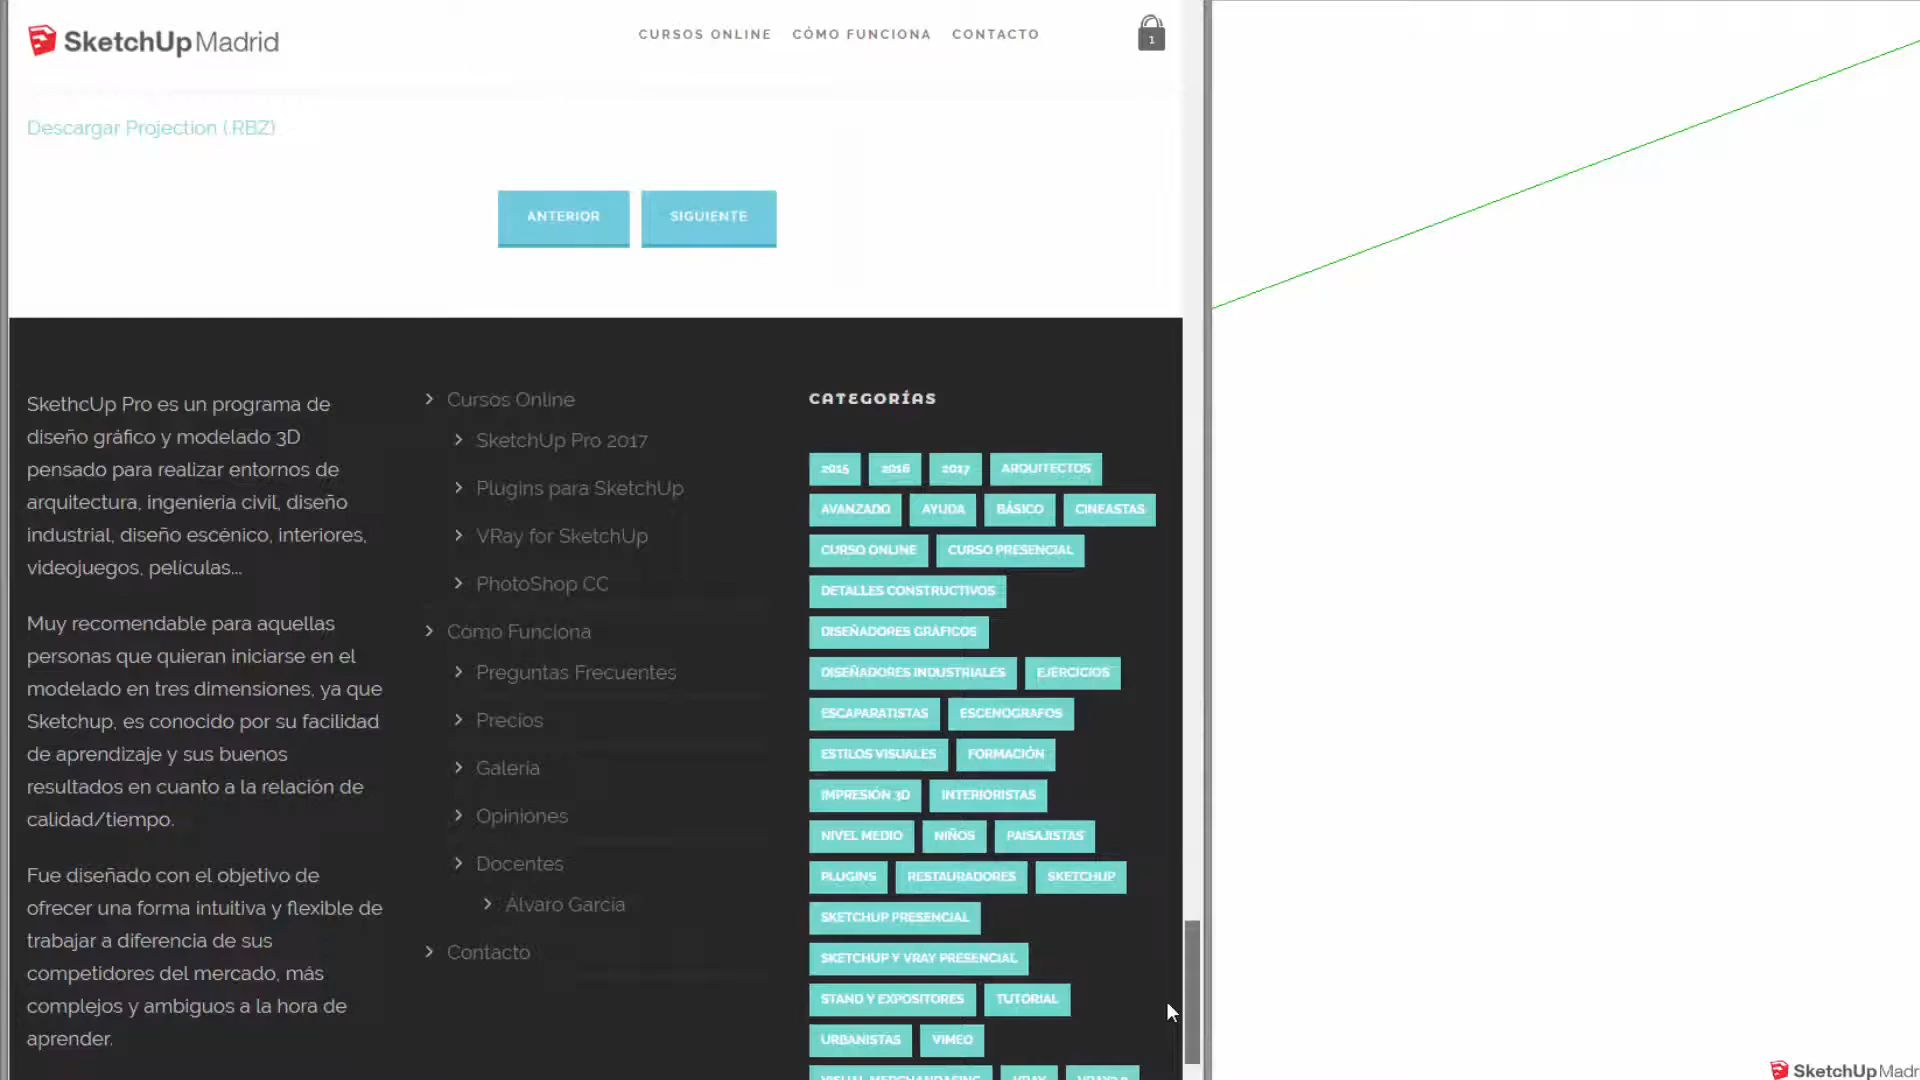 SketchUp Madrid
CURSOS ONLINE CÓMO FUNCIONA CONTACTO
1
Descargar Projection (.RBZ)
ANTERIOR SIGUIENTE
SkethcUp Pro es un programa de
diseño gráfico y modelado 3D
pensado para realizar entornos de
arquitectura, ingeniería civil, diseño
industrial, diseño escénico, interiores,
videojuegos, películas...
Muy recomendable para aquellas
personas que quieran iniciarse en el
modelado en tres dimensiones, ya que
Sketchup, es conocido por su facilidad
de aprendizaje y sus buenos
resultados en cuanto a la relación de
calidad/tiempo.
Fue diseñado con el objetivo de
ofrecer una forma intuitiva y flexible de
trabajar a diferencia de sus
competidores del mercado, más
complejos y ambiguos a la hora de
aprender.
Cursos Online
SketchUp Pro 2017
Plugins para SketchUp
VRay for SketchUp
PhotoShop CC
Cómo Funciona
Preguntas Frecuentes
Precios
Galería
Opiniones
Docentes
Álvaro García
Contacto
CATEGORÍAS
2015 2016 2017 ARQUITECTOS
AVANZADO AYUDA BÁSICO CINEASTAS
CURSO ONLINE CURSO PRESENCIAL
DETALLES CONSTRUCTIVOS
DISEÑADORES GRÁFICOS
DISEÑADORES INDUSTRIALES EJERCICIOS
ESCAPARATISTAS ESCENOGRAFOS
ESTILOS VISUALES FORMACIÓN
IMPRESIÓN 3D INTERIORISTAS
NIVEL MEDIO NIÑOS PAISAJISTAS
PLUGINS RESTAURADORES SKETCHUP
SKETCHUP PRESENCIAL
SKETCHUP Y VRAY PRESENCIAL
STAND Y EXPOSITORES TUTORIAL
URBANISTAS VIMEO
VISUAL MERCHANDASING VRAY
SketchUp Madr